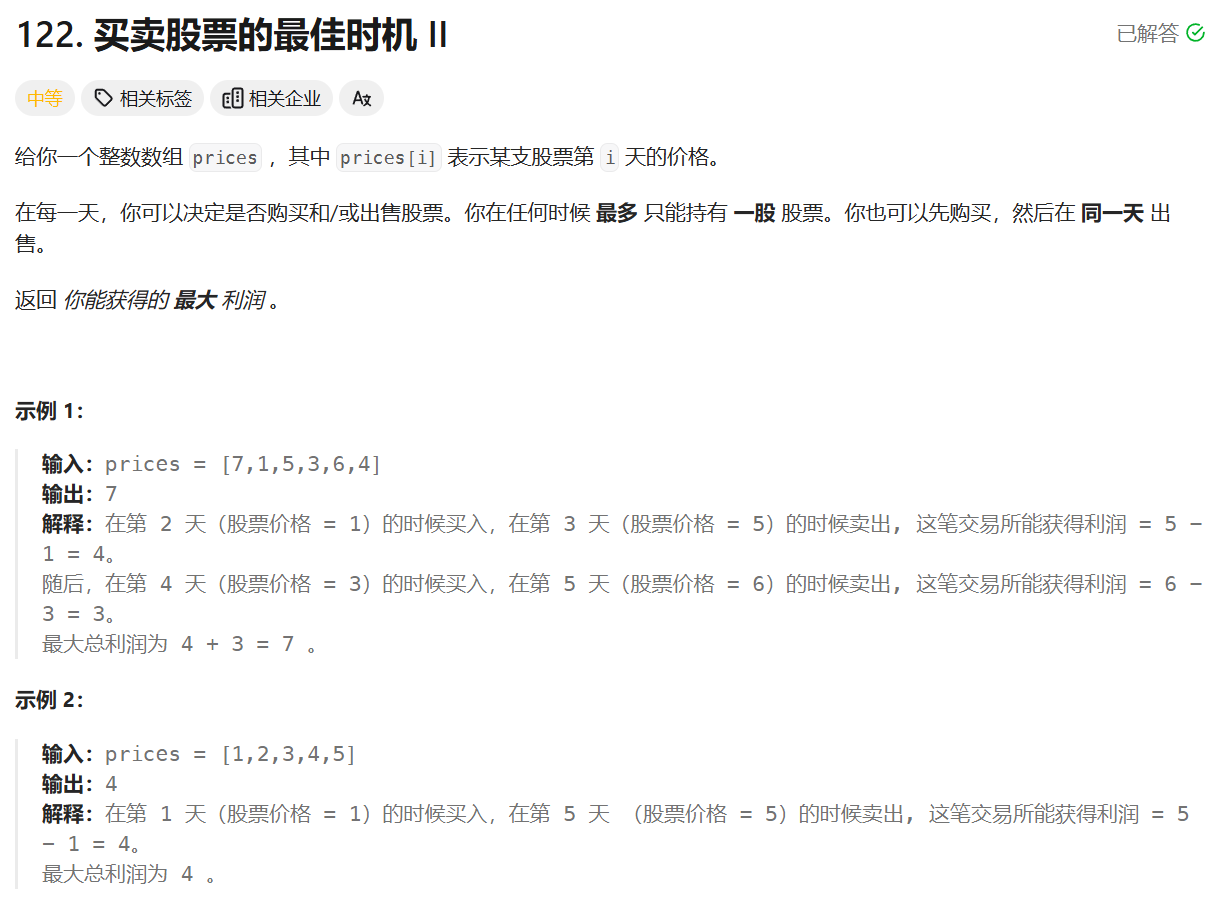 122. 买卖股票的最佳时机 II
已解答
中等 相关标签 相关企业 Aあ
给你一个整数数组 prices ，其中 prices[i] 表示某支股票第 i 天的价格。
在每一天，你可以决定是否购买和/或出售股票。你在任何时候 最多 只能持有 一股 股票。你也可以先购买，然后在 同一天 出
售。
返回 你能获得的 最大 利润 。
示例 1：
输入：prices = [7,1,5,3,6,4]
输出：7
解释：在第 2 天（股票价格 = 1）的时候买入，在第 3 天（股票价格 = 5）的时候卖出, 这笔交易所能获得利润 = 5 -
1 = 4。
随后，在第 4 天（股票价格 = 3）的时候买入，在第 5 天（股票价格 = 6）的时候卖出, 这笔交易所能获得利润 = 6 -
3 = 3。
最大总利润为 4 + 3 = 7 。
示例 2：
输入：prices = [1,2,3,4,5]
输出：4
解释：在第 1 天（股票价格 = 1）的时候买入，在第 5 天 （股票价格 = 5）的时候卖出, 这笔交易所能获得利润 = 5
- 1 = 4。
最大总利润为 4 。